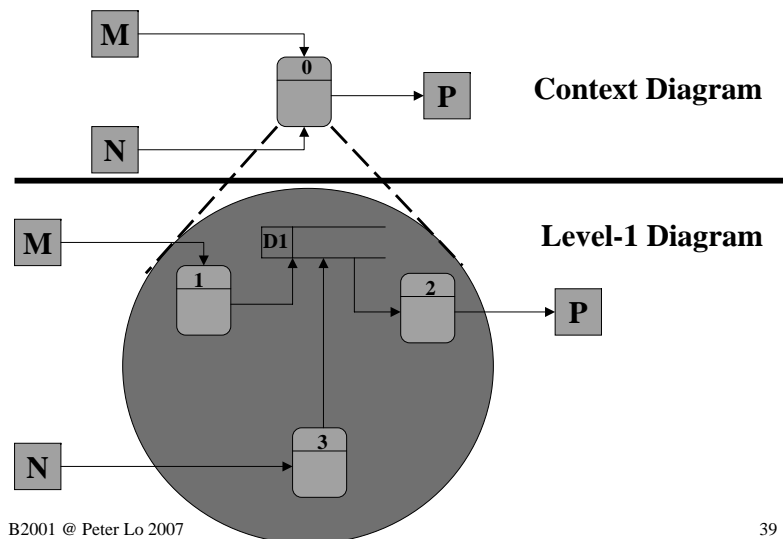 M
0
P
Context Diagram
N
M
D1
Level-1 Diagram
1
2
P
3
N
B2001 @ Peter Lo 2007
39